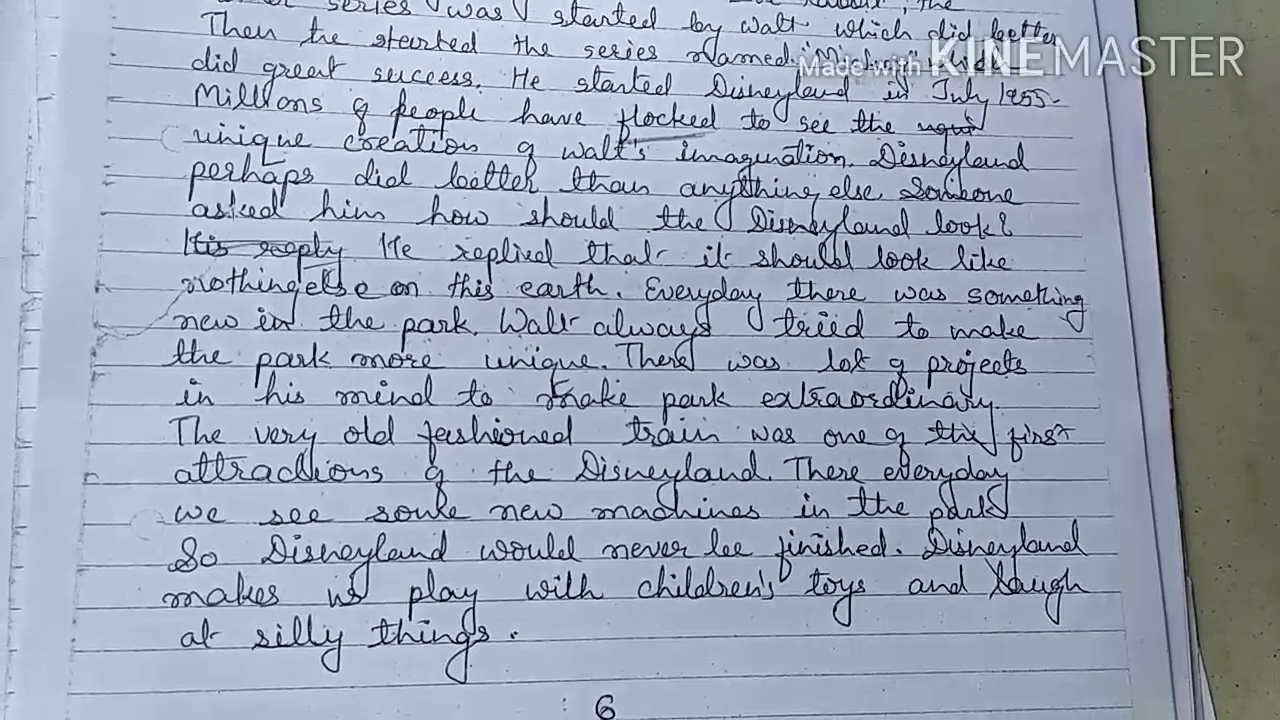 series was started by Walt which did better
Then he started the series named
did great success. He started Disneyland in July 1955.
Millions of people have flocked to see the
unique creation of Walt's imagination. Disneyland
perhaps did better than anything else. Someone
asked him how should the Disneyland look?
His reply He replied that it should look like
nothing else on this earth. Everyday there was something
new in the park. Walt always tried to make
the park more unique. There was lot of projects
in his mind to make park extraordinary.
The very old fashioned train was one of the first
attractions of the Disneyland. There everyday
we see some new machines in the park
So Disneyland would never be finished. Disneyland
makes us play with children's toys and laugh
at silly things.
6
Made with KINEMASTER